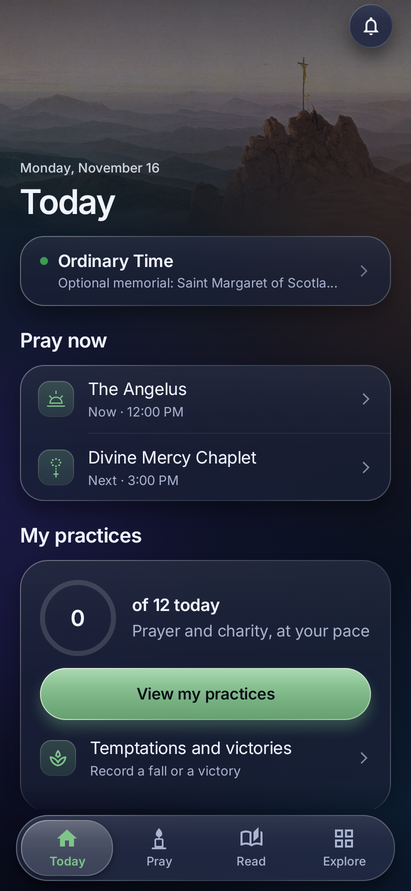 Monday, November 16
Today
Ordinary Time
Optional memorial: Saint Margaret of Scotla...
Pray now
The Angelus
Now · 12:00 PM
Divine Mercy Chaplet
Next · 3:00 PM
My practices
0
of 12 today
Prayer and charity, at your pace
View my practices
Temptations and victories
Record a fall or a victory
Today
Pray
Read
Explore